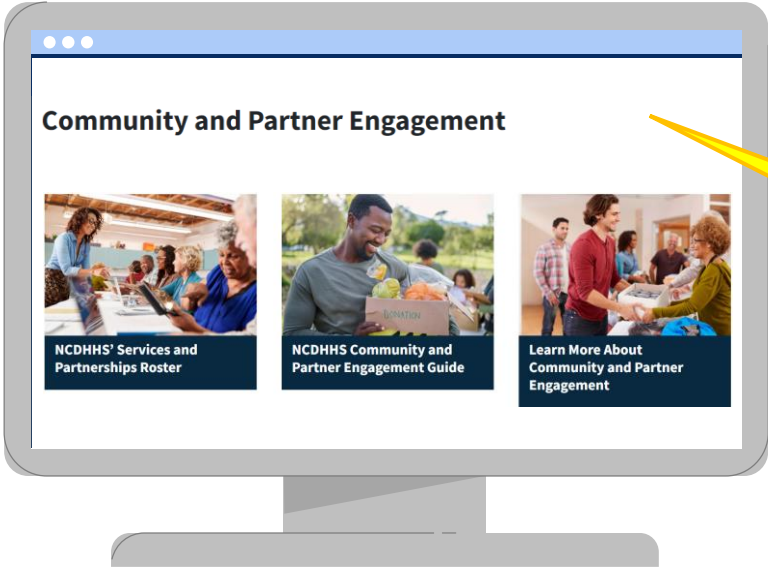 Community and Partner Engagement
DONATION
NCDHHS' Services and
Partnerships Roster
NCDHHS Community and
Partner Engagement Guide
Learn More About
Community and Partner
Engagement